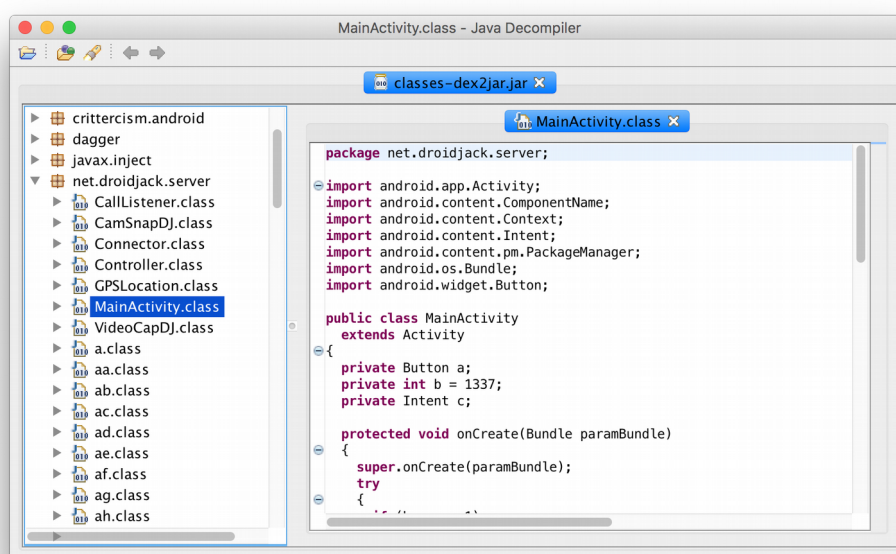 MainActivity.class - Java Decompiler
classes-dex2jar.jar
crittercism.android
dagger
javax.inject
net.droidjack.server
CallListener.class
CamSnapDJ.class
Connector.class
Controller.class
GPSLocation.class
MainActivity.class
VideoCapDJ.class
a.class
aa.class
ab.class
ac.class
ad.class
ae.class
af.class
ag.class
ah.class
MainActivity.class
package net.droidjack.server;
import android.app.Activity;
import android.content.ComponentName;
import android.content.Context;
import android.content.Intent;
import android.content.pm.PackageManager;
import android.os.Bundle;
import android.widget.Button;
public class MainActivity
extends Activity
{
private Button a;
private int b = 1337;
private Intent c;
protected void onCreate(Bundle paramBundle)
{
super.onCreate(paramBundle);
try
{